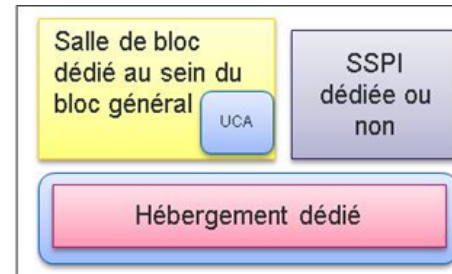 Salle de bloc
dédié au sein du
bloc général
UCA
SSPI
dédiée ou
non
Hébergement dédié